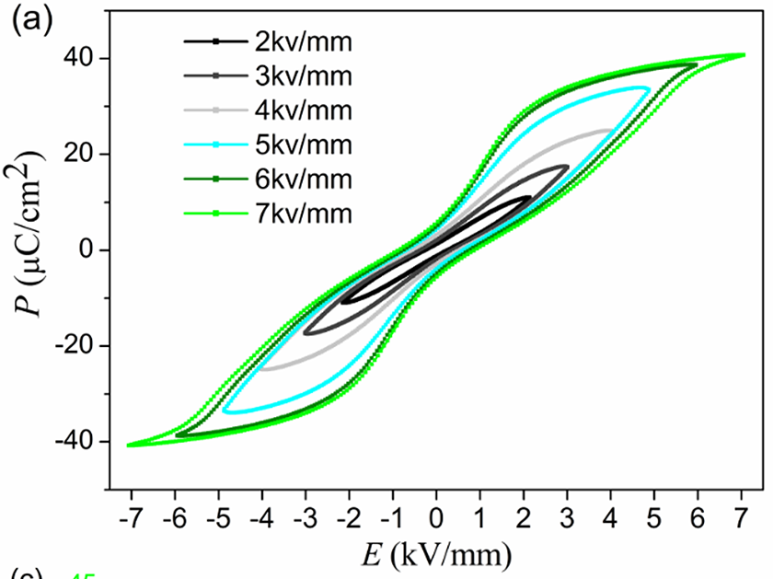 (a)
2kv/mm
3kv/mm
4kv/mm
5kv/mm
6kv/mm
7kv/mm
40
20
0
-20
-40
P (μC/cm²)
-7 -6 -5 -4 -3 -2 -1 0 1 2 3 4 5 6 7
E (kV/mm)